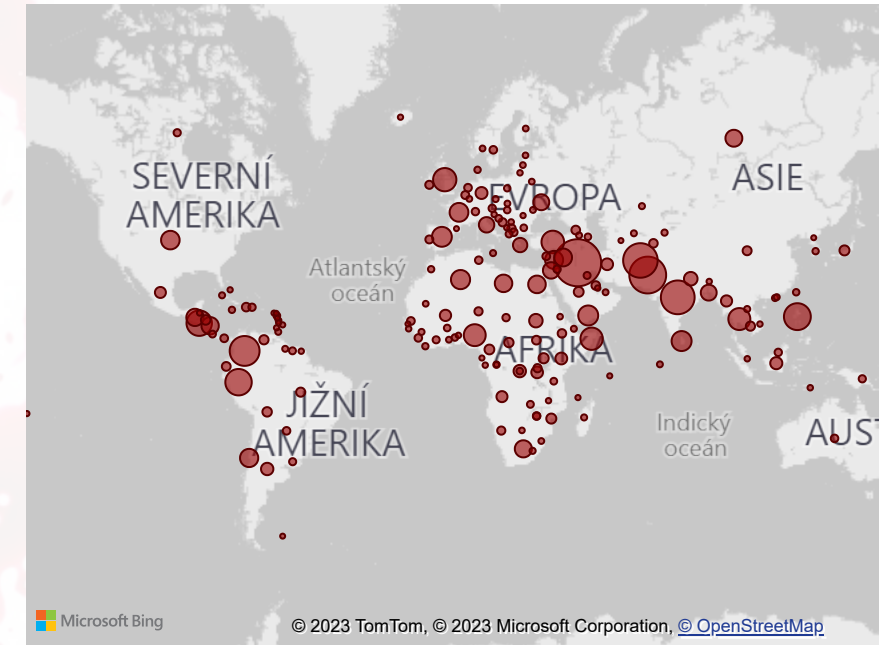 SEVERNÍ
AMERIKA
EVROPA
ASIE
Atlantský
oceán
AFRIKA
JIŽNÍ
AMERIKA
Indický
oceán
AUS
Microsoft Bing
© 2023 TomTom, © 2023 Microsoft Corporation, © OpenStreetMap